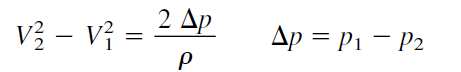 V₂² − V₁² = 2 Δp / ρ     Δp = p₁ − p₂